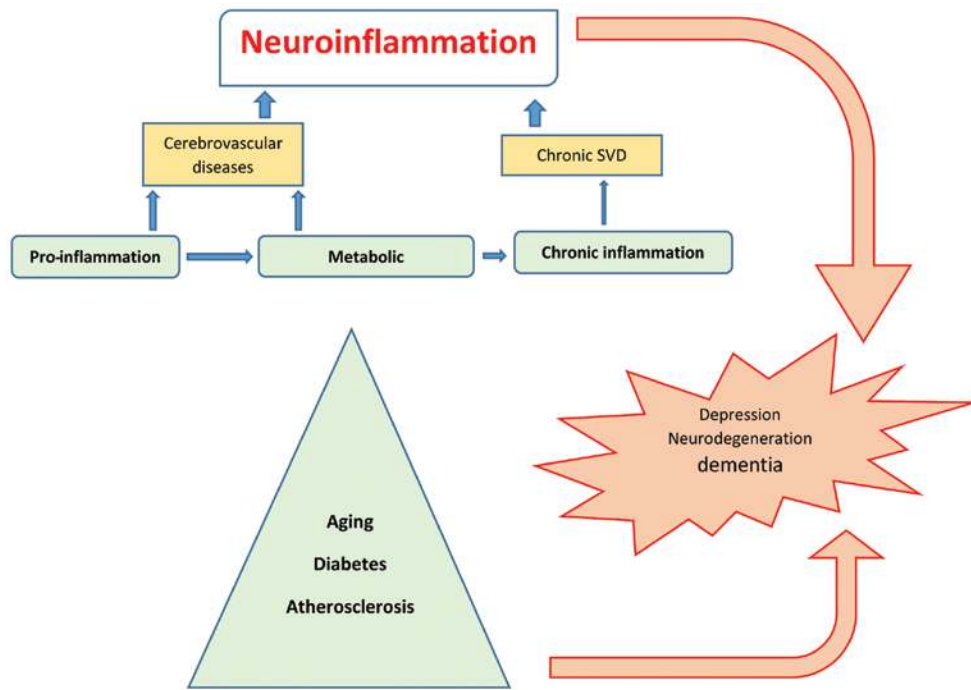 Neuroinflammation
Cerebrovascular
diseases
Chronic SVD
Pro-inflammation
Metabolic
Chronic inflammation
Depression
Neurodegeneration
dementia
Aging
Diabetes
Atherosclerosis